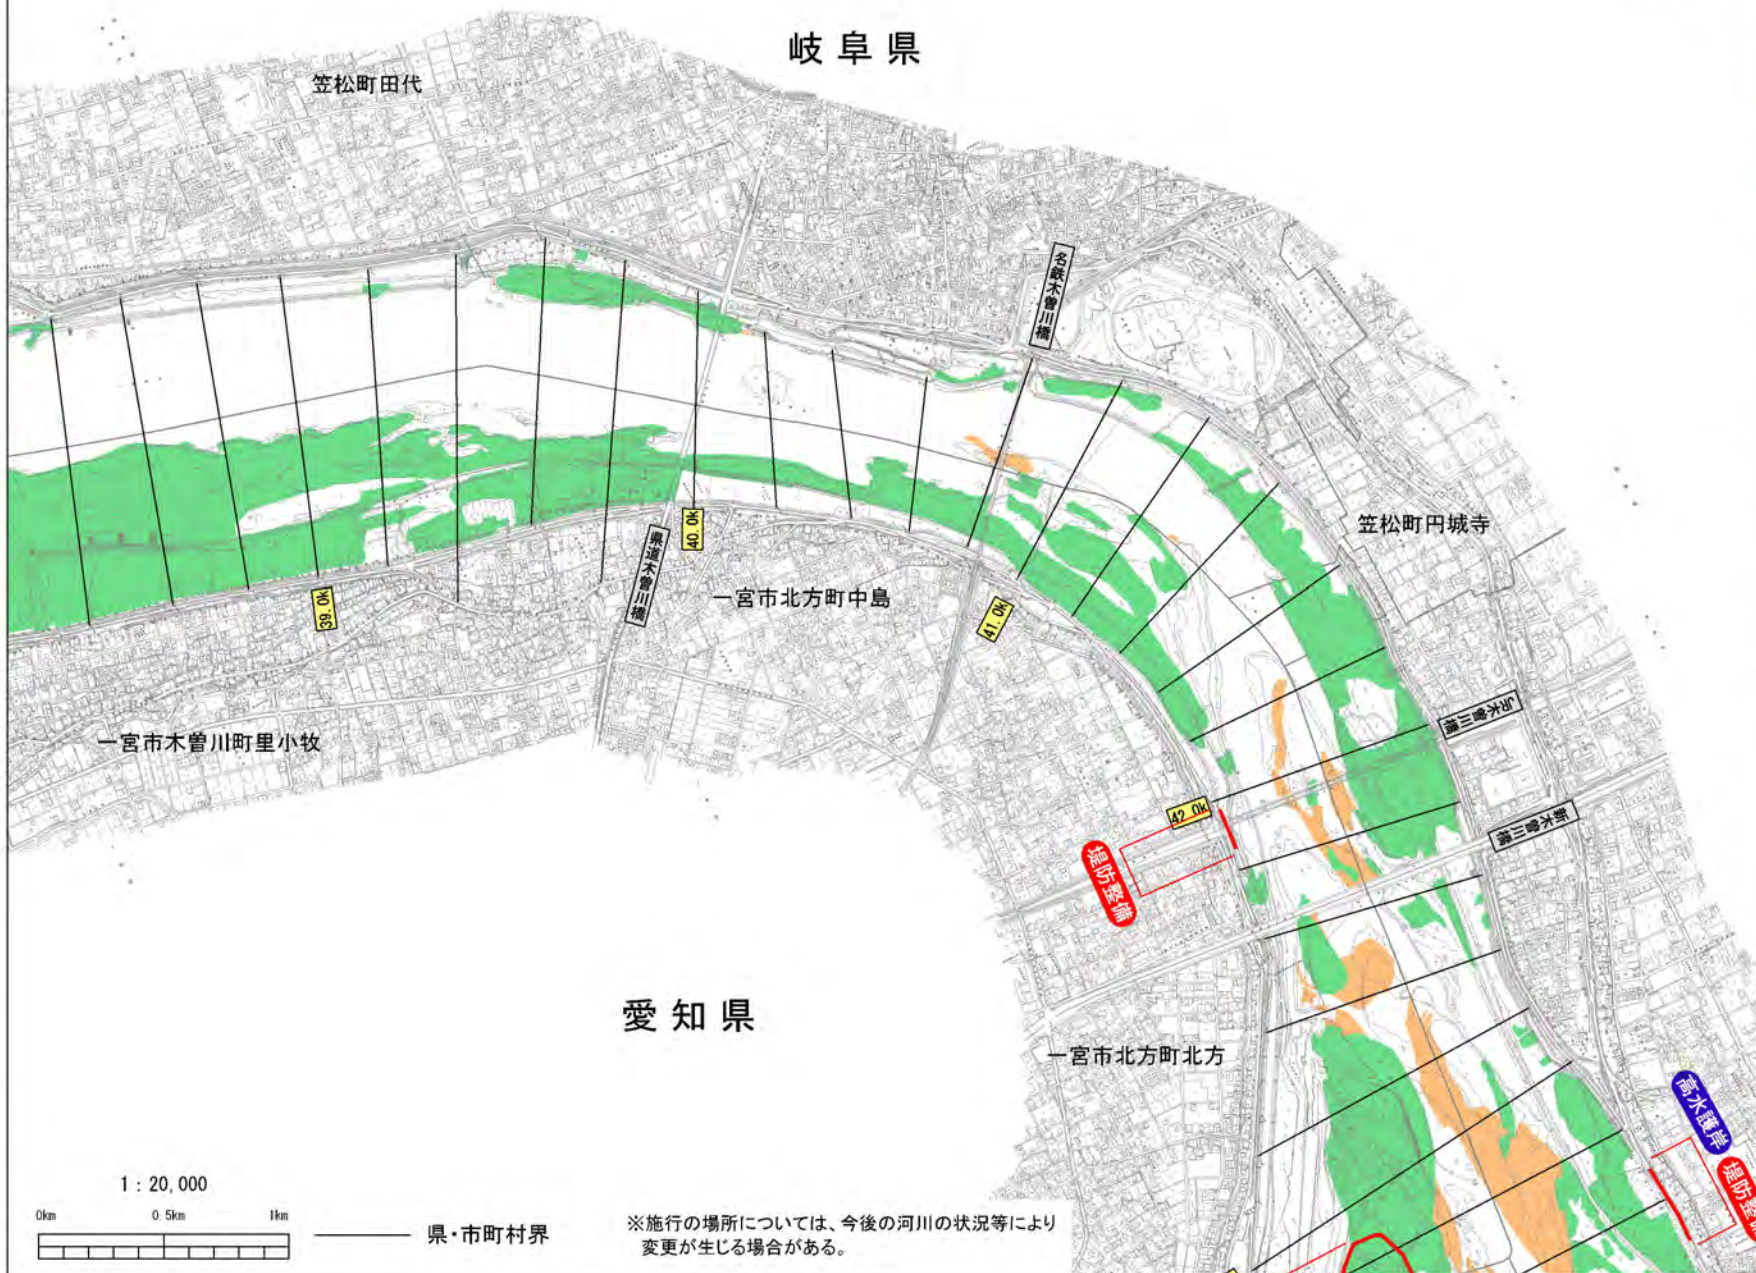 岐阜県
笠松町田代
名鉄木曽川橋
笠松町円城寺
県道木曽川橋
40.0k
39.0k
一宮市北方町中島
41.0k
一宮市木曽川町里小牧
JR木曽川橋
42.0k
新木曽川橋
堤防整備
愛知県
一宮市北方町北方
高水護岸
堤防整備
1:20,000
0km 0.5km 1km
県・市町村界
※施行の場所については、今後の河川の状況等により
変更が生じる場合がある。